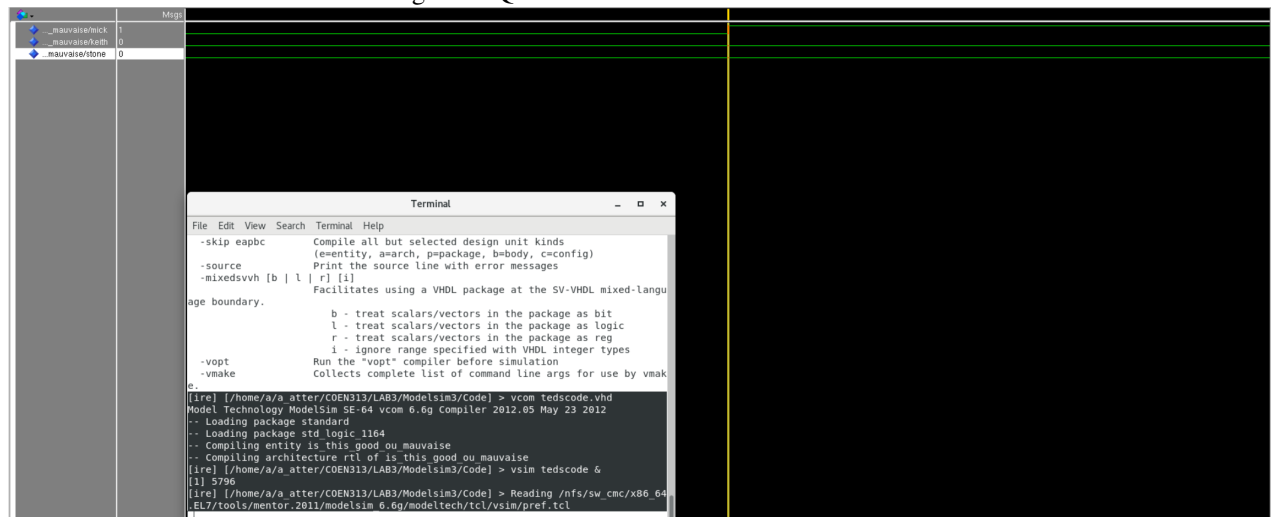 Msgs
..._mauvaise/mick 1
..._mauvaise/keith 0
...mauvaise/stone 0
Terminal
File Edit View Search Terminal Help
-skip eapbc Compile all but selected design unit kinds
(e=entity, a=arch, p=package, b=body, c=config)
-source Print the source line with error messages
-mixedsvvh [b | l | r] [i]
Facilitates using a VHDL package at the SV-VHDL mixed-langu
age boundary.
b - treat scalars/vectors in the package as bit
l - treat scalars/vectors in the package as logic
r - treat scalars/vectors in the package as reg
i - ignore range specified with VHDL integer types
-vopt Run the "vopt" compiler before simulation
-vmake Collects complete list of command line args for use by vmak
e.
[ire] [/home/a/a_atter/COEN313/LAB3/Modelsim3/Code] > vcom tedscode.vhd
Model Technology ModelSim SE-64 vcom 6.6g Compiler 2012.05 May 23 2012
-- Loading package standard
-- Loading package std_logic_1164
-- Compiling entity is_this_good_ou_mauvaise
-- Compiling architecture rtl of is_this_good_ou_mauvaise
[ire] [/home/a/a_atter/COEN313/LAB3/Modelsim3/Code] > vsim tedscode &
[1] 5796
[ire] [/home/a/a_atter/COEN313/LAB3/Modelsim3/Code] > Reading /nfs/sw_cmc/x86_64
.EL7/tools/mentor.2011/modelsim_6.6g/modeltech/tcl/vsim/pref.tcl